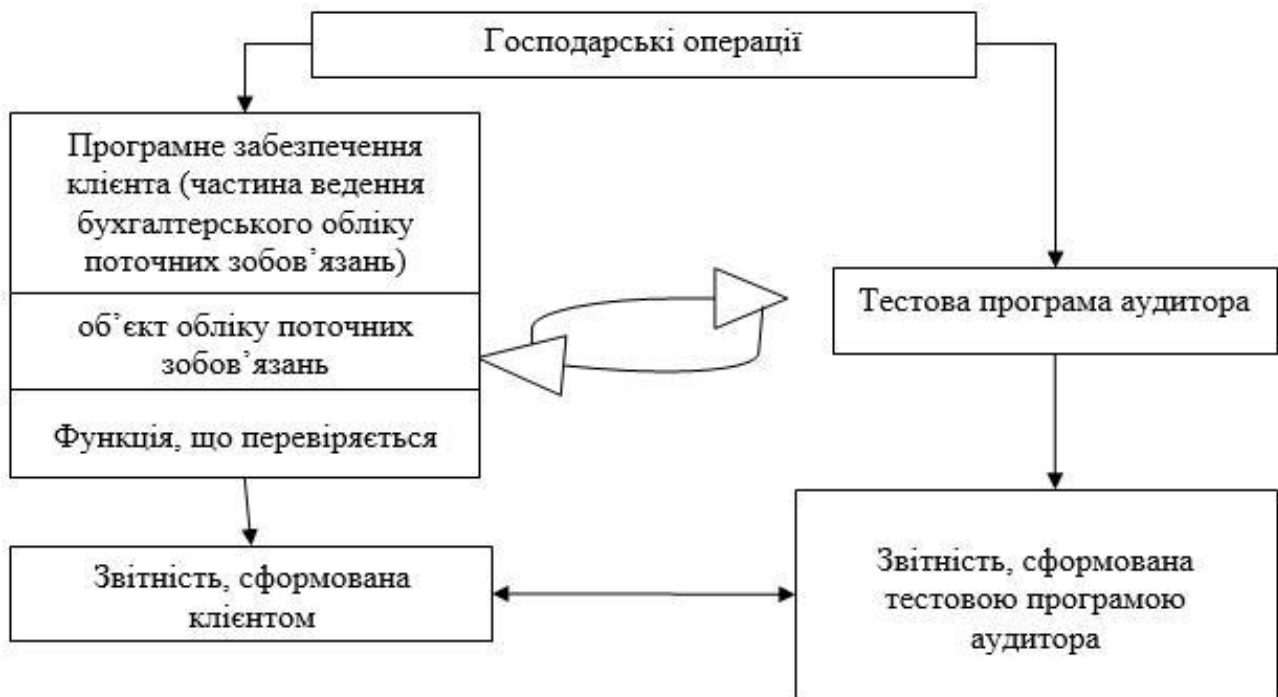 Господарські операції
Програмне забезпечення
клієнта (частина ведення
бухгалтерського обліку
поточних зобов’язань)
об’єкт обліку поточних
зобов’язань
Функція, що перевіряється
Тестова програма аудитора
Звітність, сформована
клієнтом
Звітність, сформована
тестовою програмою
аудитора